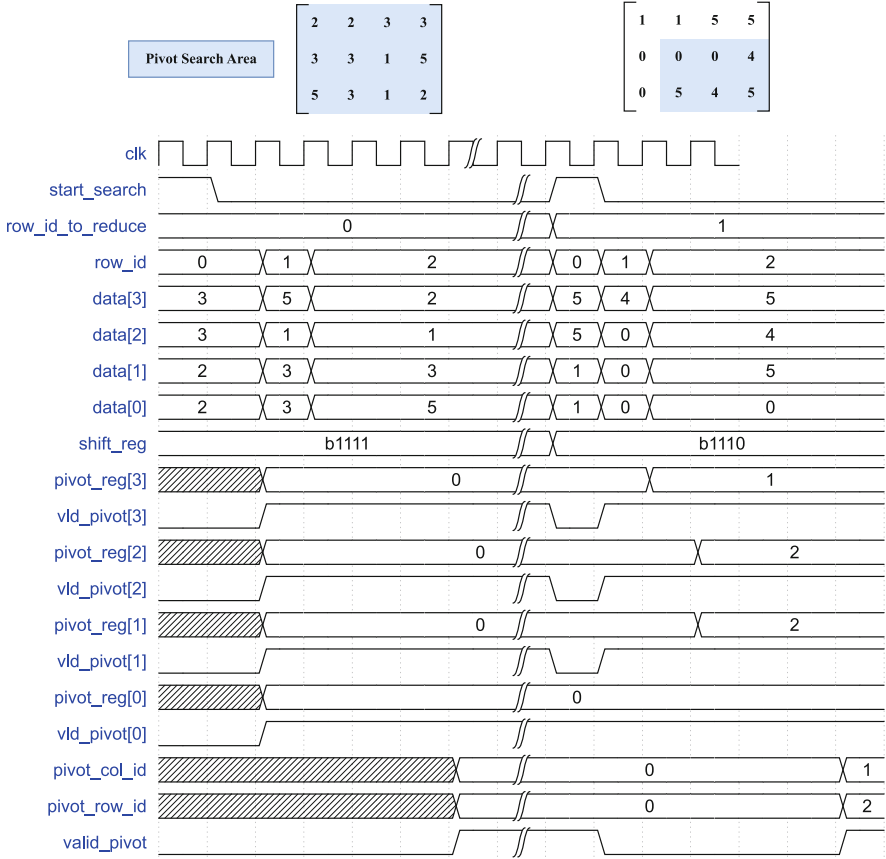 2 2 3 3
1 1 5 5
Pivot Search Area
3 3 1 5
0 0 0 4
5 3 1 2
0 5 4 5
clk
start_search
row_id_to_reduce 0 1
row_id 0 1 2 0 1 2
data[3] 3 5 2 5 4 5
data[2] 3 1 1 5 0 4
data[1] 2 3 3 1 0 5
data[0] 2 3 5 1 0 0
shift_reg b1111 b1110
pivot_reg[3] 0 1
vld_pivot[3]
pivot_reg[2] 0 2
vld_pivot[2]
pivot_reg[1] 0 2
vld_pivot[1]
pivot_reg[0] 0
vld_pivot[0]
pivot_col_id 0 1
pivot_row_id 0 2
valid_pivot